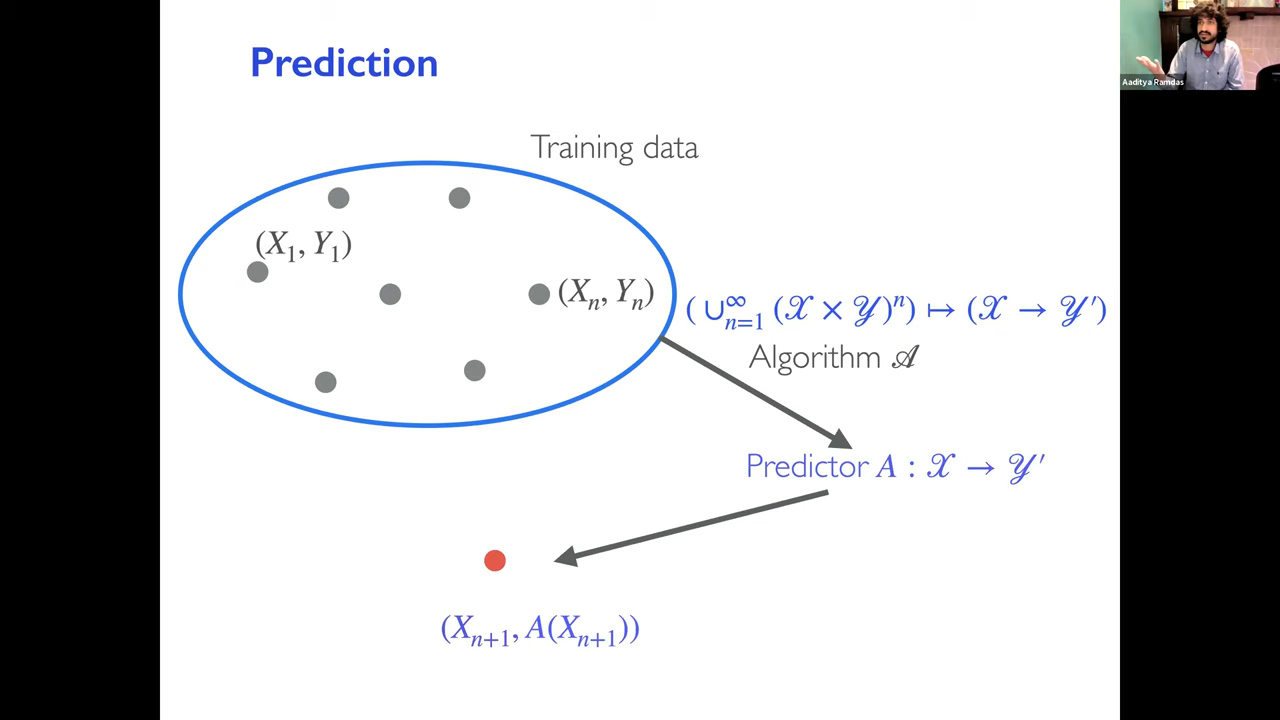 Prediction
Aaditya Ramdas
Training data
(X₁, Y₁)
(Xₙ, Yₙ)
( ∪ₙ₌₁^∞ (𝒳 × 𝒴)ⁿ) ↦ (𝒳 → 𝒴′)
Algorithm 𝒜
Predictor A : 𝒳 → 𝒴′
(Xₙ₊₁, A(Xₙ₊₁))